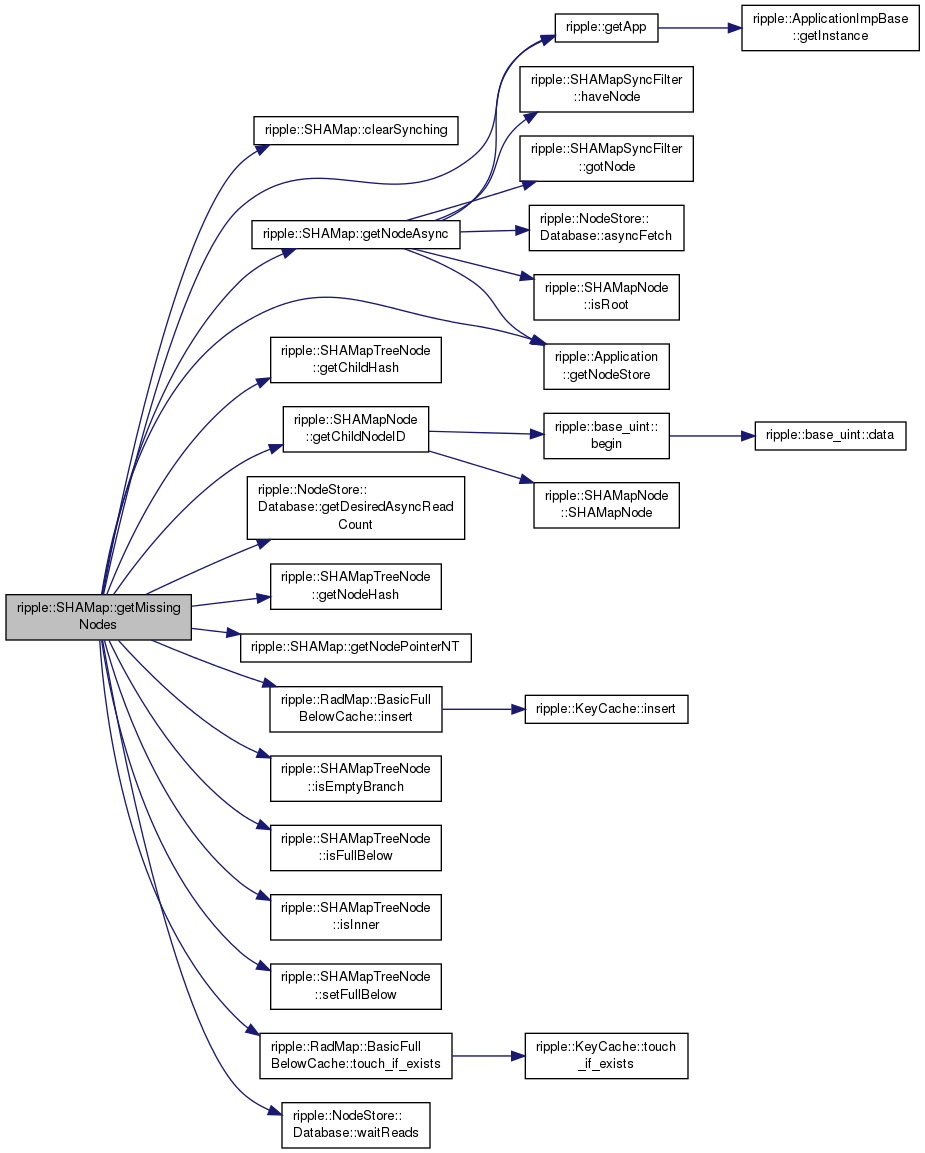 ripple::getApp
ripple::ApplicationImpBase
::getInstance
ripple::SHAMapSyncFilter
::haveNode
ripple::SHAMap::clearSynching
ripple::SHAMapSyncFilter
::gotNode
ripple::SHAMap::getNodeAsync
ripple::NodeStore::
Database::asyncFetch
ripple::SHAMapNode
::isRoot
ripple::SHAMapTreeNode
::getChildHash
ripple::Application
::getNodeStore
ripple::SHAMapNode
::getChildNodeID
ripple::base_uint::
begin
ripple::base_uint::data
ripple::NodeStore::
Database::getDesiredAsyncRead
Count
ripple::SHAMapNode
::SHAMapNode
ripple::SHAMapTreeNode
::getNodeHash
ripple::SHAMap::getMissing
Nodes
ripple::SHAMap::getNodePointerNT
ripple::RadMap::BasicFull
BelowCache::insert
ripple::KeyCache::insert
ripple::SHAMapTreeNode
::isEmptyBranch
ripple::SHAMapTreeNode
::isFullBelow
ripple::SHAMapTreeNode
::isInner
ripple::SHAMapTreeNode
::setFullBelow
ripple::RadMap::BasicFull
BelowCache::touch_if_exists
ripple::KeyCache::touch
_if_exists
ripple::NodeStore::
Database::waitReads